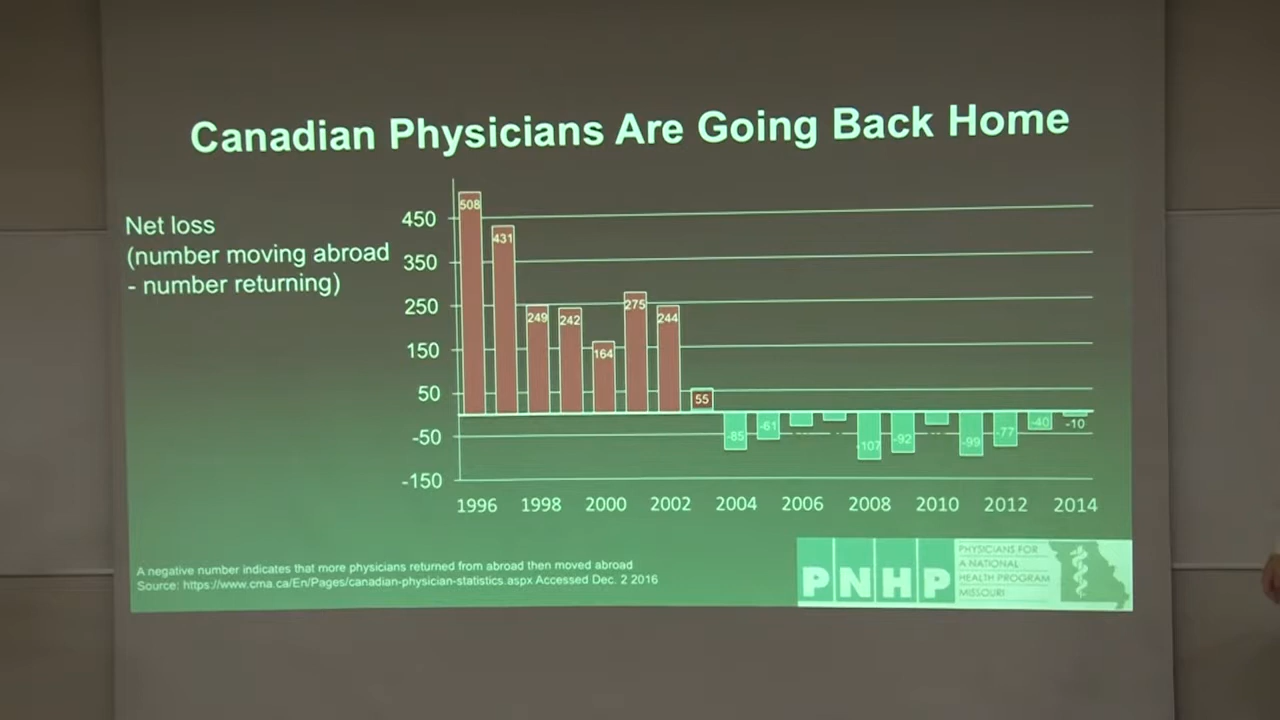 Canadian Physicians Are Going Back Home
Net loss
(number moving abroad
- number returning)
450
350
250
150
50
-50
-150
508
431
249
242
164
275
244
55
-85
-61
-107
-92
-99
-77
-40
-10
1996 1998 2000 2002 2004 2006 2008 2010 2012 2014
A negative number indicates that more physicians returned from abroad then moved abroad
Source: https://www.cma.ca/En/Pages/canadian-physician-statistics.aspx Accessed Dec. 2 2016
PNHP
PHYSICIANS FOR
A NATIONAL
HEALTH PROGRAM
MISSOURI